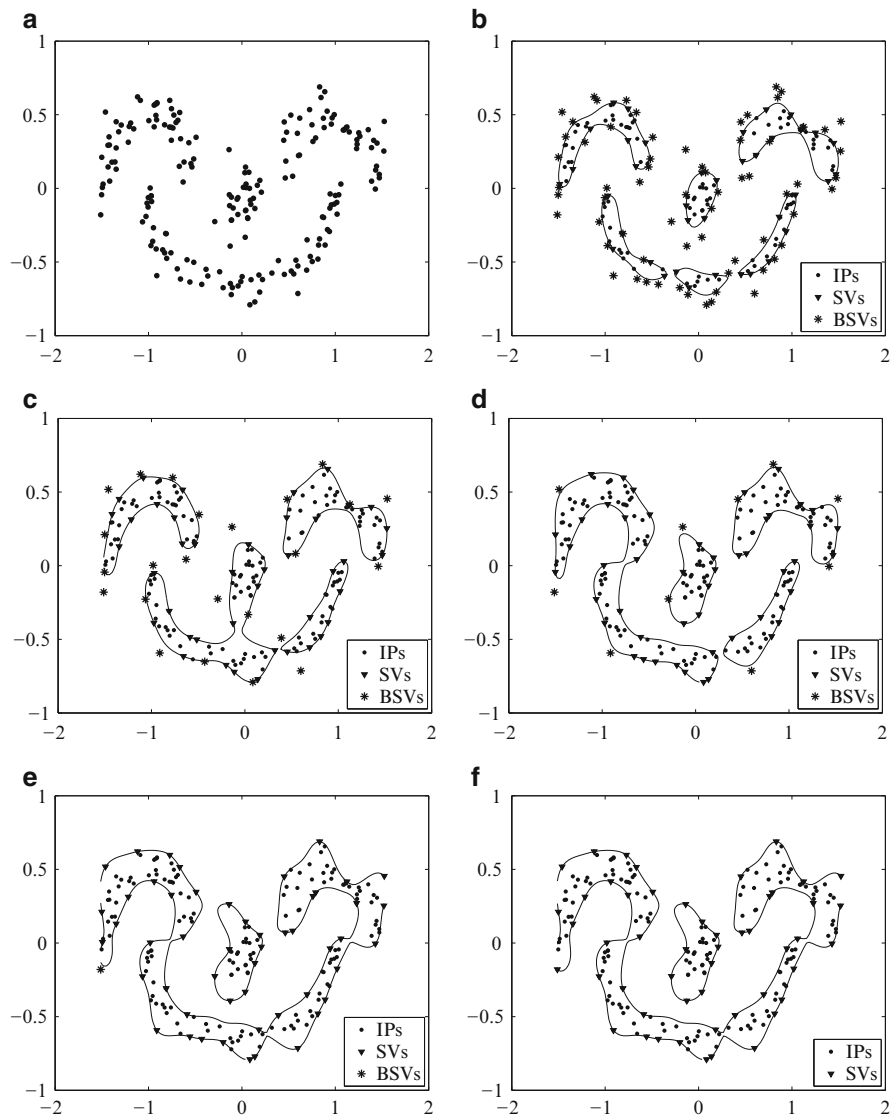 a b
1 1
0.5 0.5
0 0
−0.5 −0.5
IPs
SVs
BSVs
−1 −1
−2 −1 0 1 2 −2 −1 0 1 2
c d
1 1
0.5 0.5
0 0
−0.5 −0.5
IPs IPs
SVs SVs
BSVs BSVs
−1 −1
−2 −1 0 1 2 −2 −1 0 1 2
e f
1 1
0.5 0.5
0 0
−0.5 −0.5
IPs
SVs IPs
BSVs SVs
−1 −1
−2 −1 0 1 2 −2 −1 0 1 2